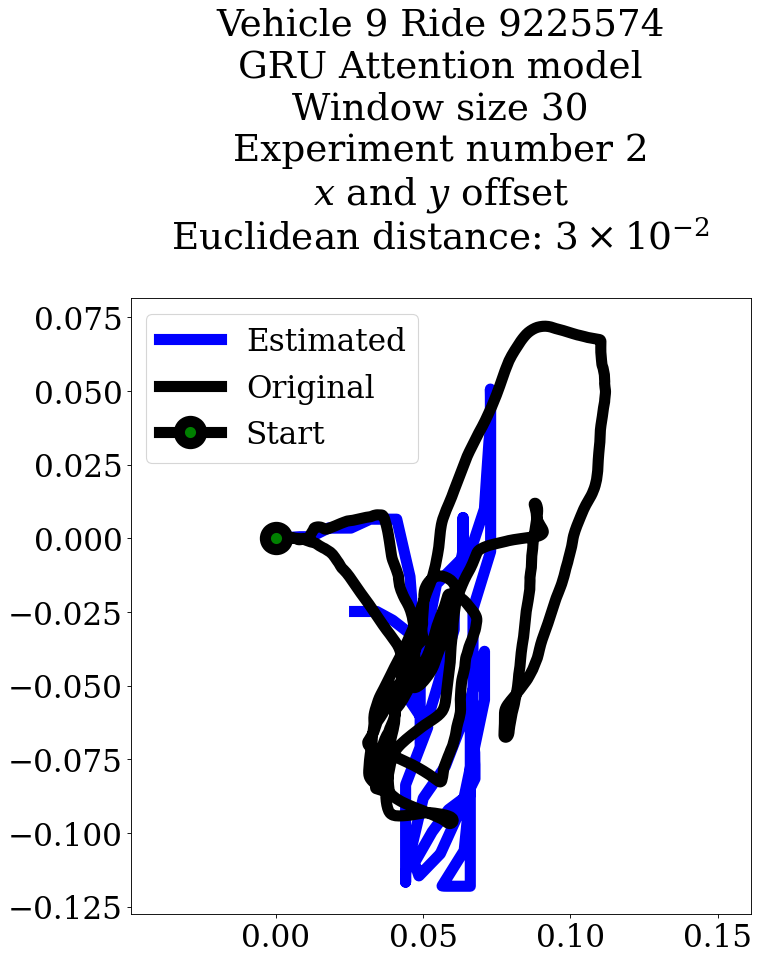 Vehicle 9 Ride 9225574
GRU Attention model
Window size 30
Experiment number 2
x and y offset
Euclidean distance: 3 × 10⁻²
Estimated
Original
Start
0.075
0.050
0.025
0.000
−0.025
−0.050
−0.075
−0.100
−0.125
0.00 0.05 0.10 0.15